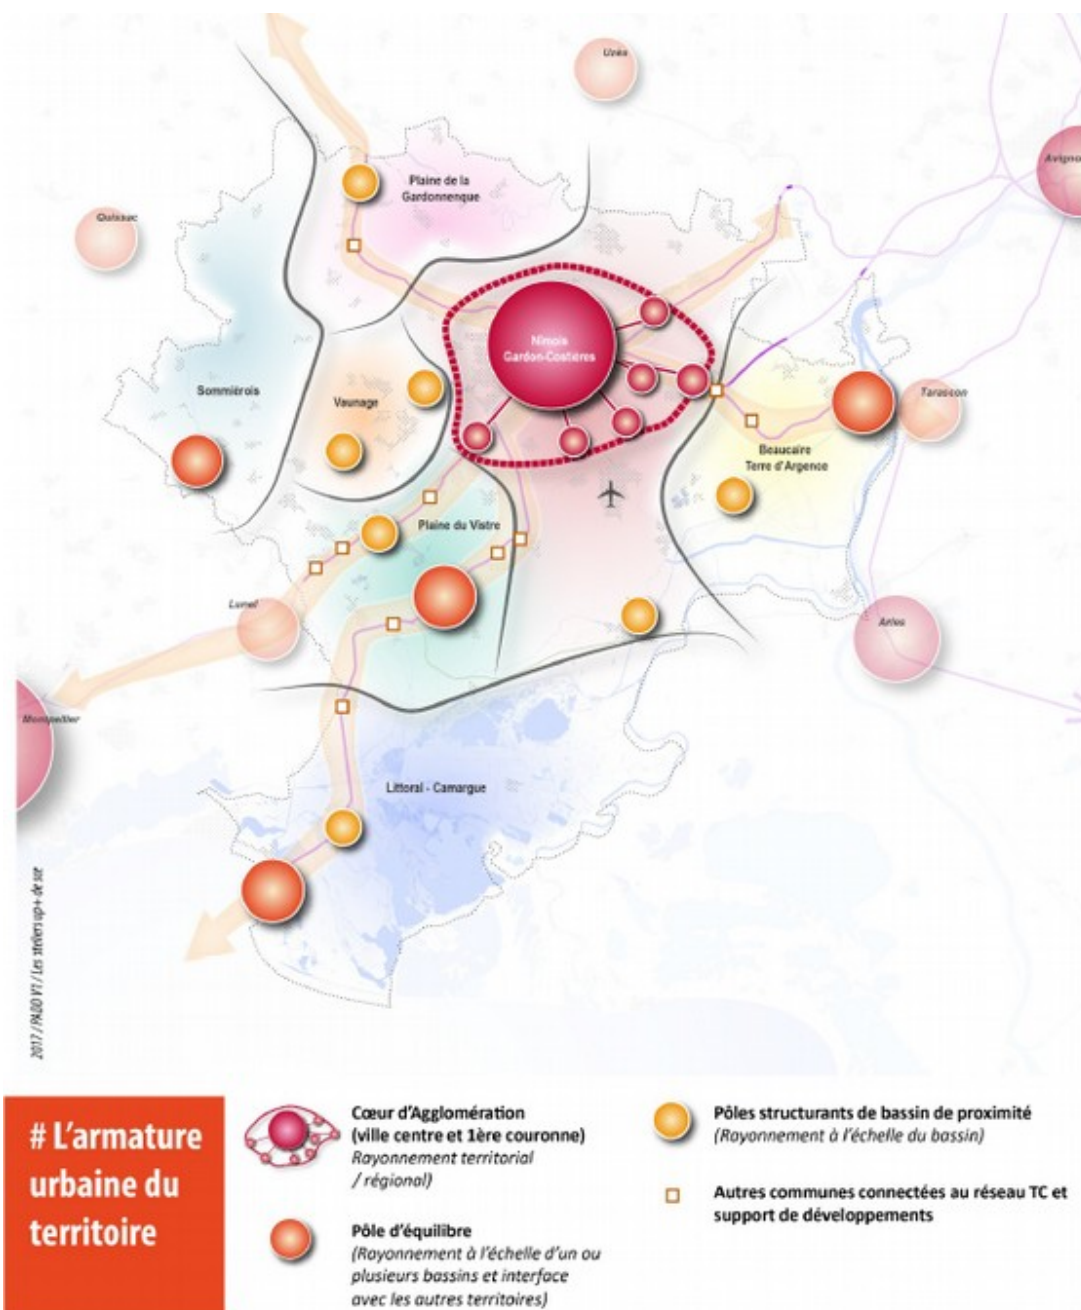 Uzès
Avigno
Plaine de la
Gardonnenque
Quissac
Nîmois
Gardon-Costières
Sommièrois
Vaunage
Tarascon
Beaucaire
Terre d'Argence
Plaine du Vistre
Lunel
Arles
Montpellier
Littoral - Camargue
2017 / PADD V1 / Les ateliers up+ de sce
# L'armature
urbaine du
territoire
Cœur d'Agglomération
(ville centre et 1ère couronne)
Rayonnement territorial
/ régional)
Pôle d'équilibre
(Rayonnement à l'échelle d'un ou
plusieurs bassins et interface
avec les autres territoires)
Pôles structurants de bassin de proximité
(Rayonnement à l'échelle du bassin)
Autres communes connectées au réseau TC et
support de développements